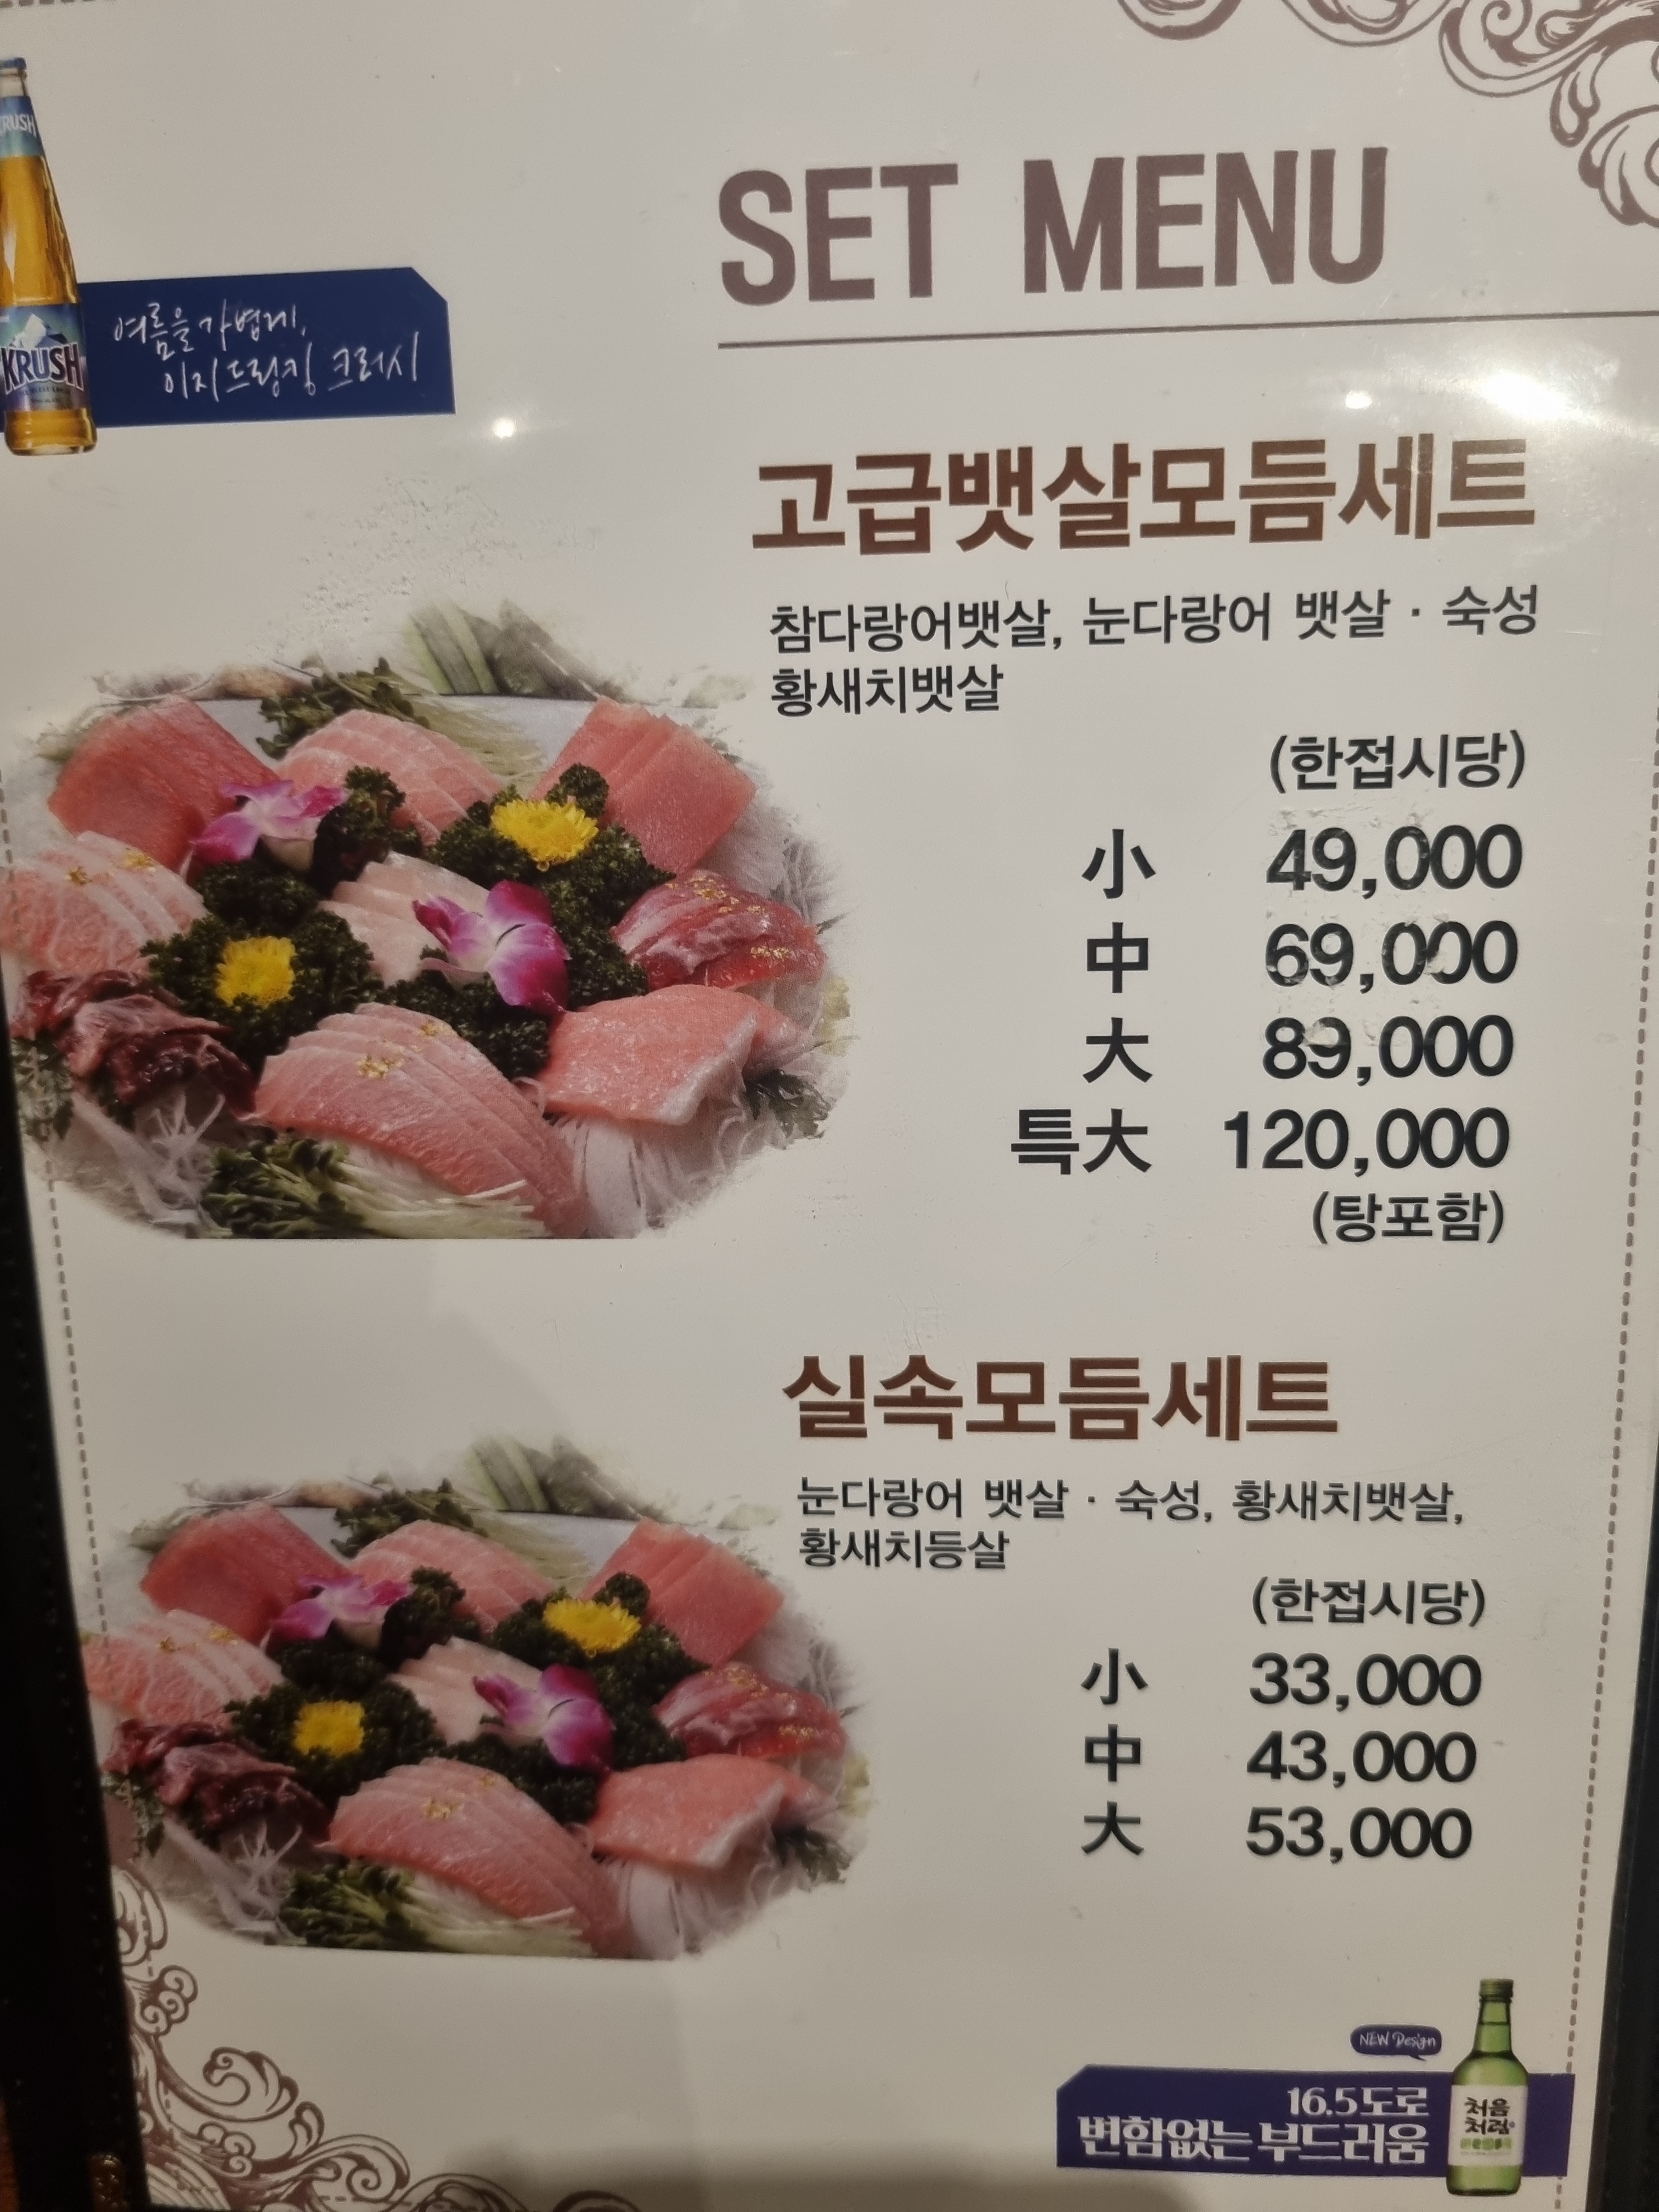 KRUSH
KRUSH
여름을 가볍게,
이지 드링킹 크러시
SET MENU
고급뱃살모듬세트
참다랑어뱃살, 눈다랑어 뱃살 · 숙성
황새치뱃살
(한접시당)
小 49,000
中 69,000
大 89,000
특大 120,000
(탕포함)
실속모듬세트
눈다랑어 뱃살 · 숙성, 황새치뱃살,
황새치등살
(한접시당)
小 33,000
中 43,000
大 53,000
NEW Design
16.5도로
변함없는 부드러움
처음
처럼